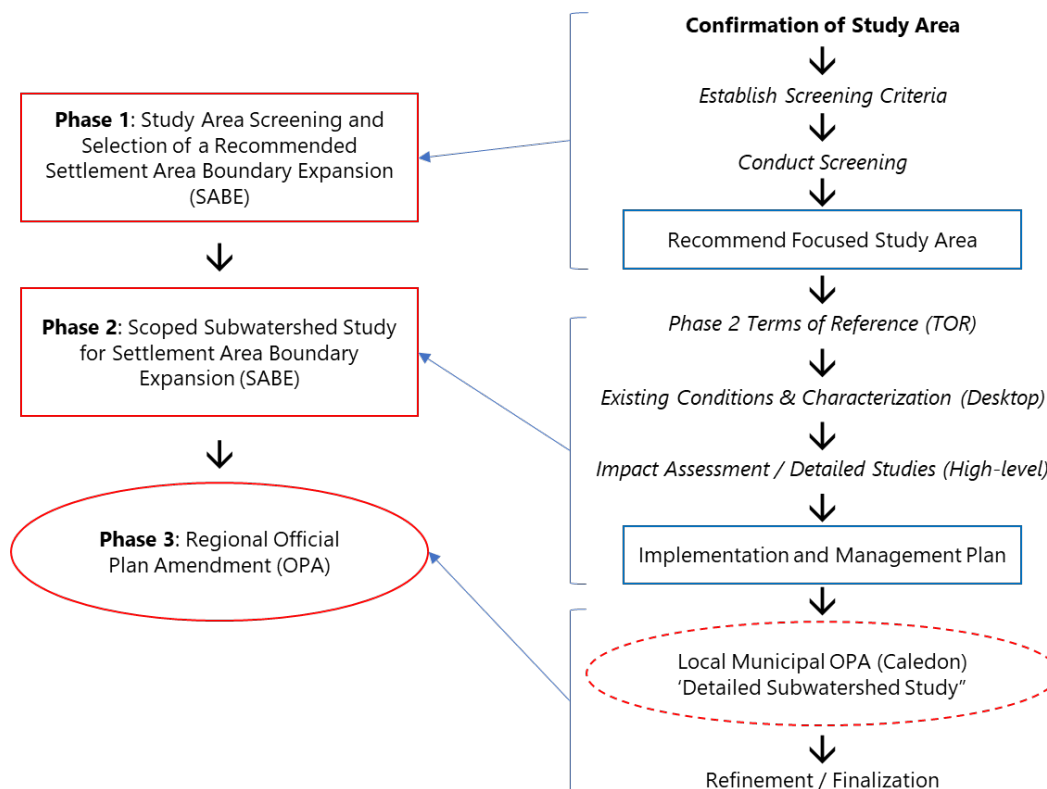 Phase 1: Study Area Screening and
Selection of a Recommended
Settlement Area Boundary Expansion
(SABE)
Phase 2: Scoped Subwatershed Study
for Settlement Area Boundary
Expansion (SABE)
Phase 3: Regional Official
Plan Amendment (OPA)
Confirmation of Study Area
Establish Screening Criteria
Conduct Screening
Recommend Focused Study Area
Phase 2 Terms of Reference (TOR)
Existing Conditions & Characterization (Desktop)
Impact Assessment / Detailed Studies (High-level)
Implementation and Management Plan
Local Municipal OPA (Caledon)
‘Detailed Subwatershed Study”
Refinement / Finalization